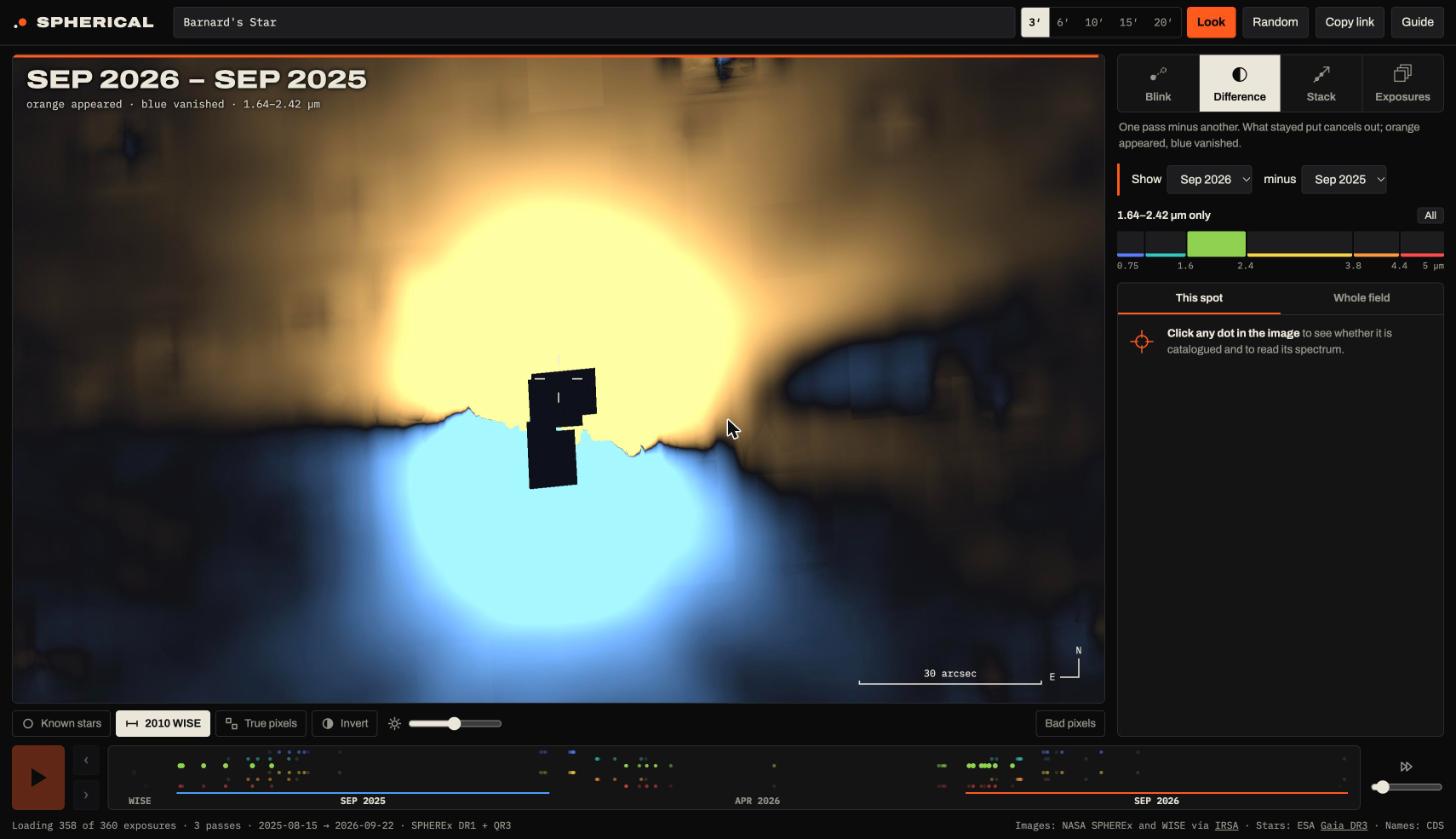 SPHERICAL
Barnard's Star
3′ 6′ 10′ 15′ 20′
Look
Random
Copy link
Guide
SEP 2026 – SEP 2025
orange appeared · blue vanished · 1.64–2.42 µm
Blink
Difference
Stack
Exposures
One pass minus another. What stayed put cancels out; orange
appeared, blue vanished.
Show Sep 2026 minus Sep 2025
1.64–2.42 µm only All
0.75 1.6 2.4 3.8 4.4 5 µm
This spot
Whole field
Click any dot in the image to see whether it is
catalogued and to read its spectrum.
30 arcsec
N
E
Known stars
2010 WISE
True pixels
Invert
Bad pixels
WISE
SEP 2025
APR 2026
SEP 2026
Loading 358 of 360 exposures · 3 passes · 2025-08-15 → 2026-09-22 · SPHEREx DR1 + QR3
Images: NASA SPHEREx and WISE via IRSA · Stars: ESA Gaia DR3 · Names: CDS